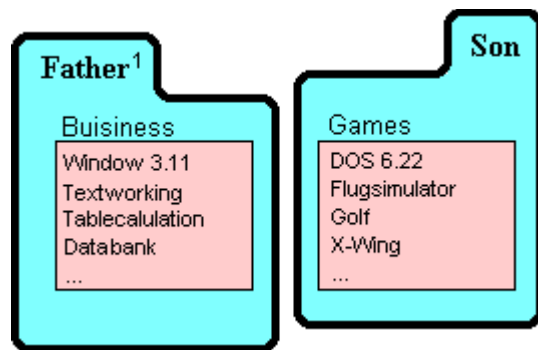 Father¹
Buisiness
Window 3.11
Textworking
Tablecalulation
Databank
...
Son
Games
DOS 6.22
Flugsimulator
Golf
X-Wing
...